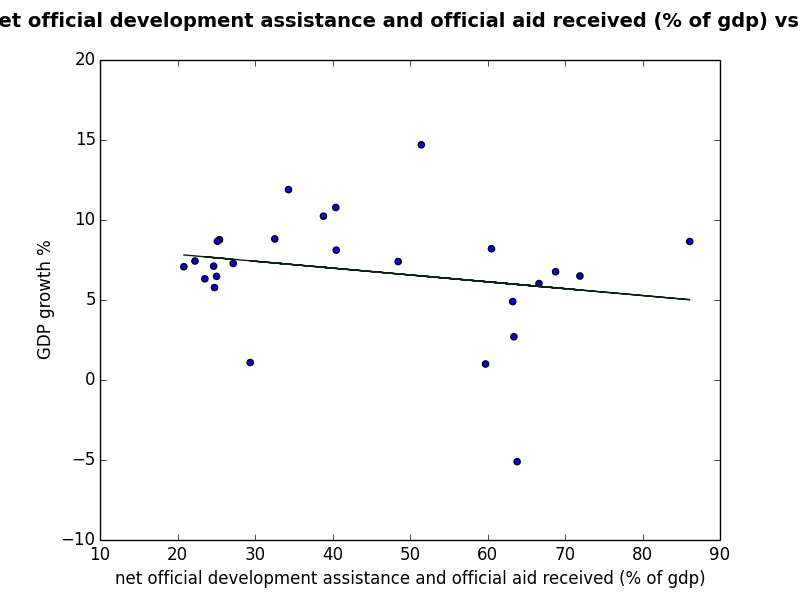 et official development assistance and official aid received (% of gdp) vs
20
15
10
5
0
−5
−10
GDP growth %
10 20 30 40 50 60 70 80 90
net official development assistance and official aid received (% of gdp)